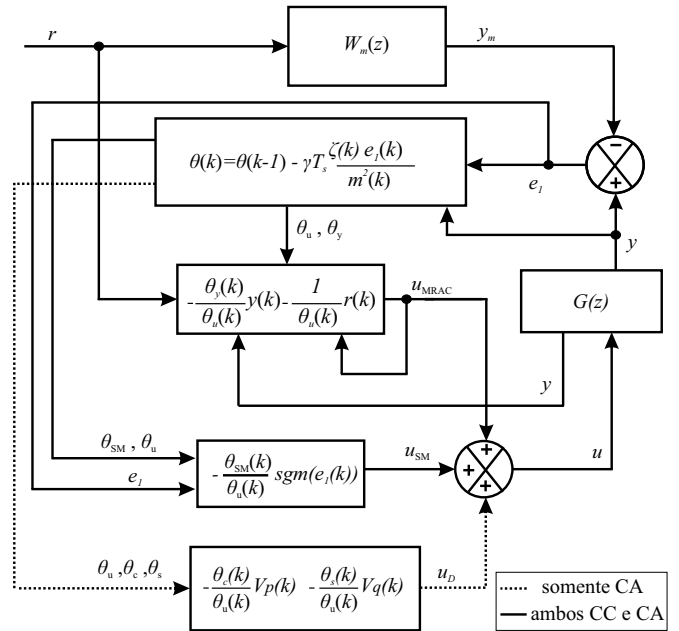 r
W_m(z)
y_m
θ(k)=θ(k-1) - γT_s ζ(k) e_1(k) / m²(k)
−
+
e_1
θ_u , θ_y
y
-θ_y(k)/θ_u(k) y(k) - 1/θ_u(k) r(k)
u_MRAC
G(z)
y
θ_SM , θ_u
e_1
-θ_SM(k)/θ_u(k) sgm(e_1(k))
u_SM
+
+
+
u
θ_u ,θ_c ,θ_s
-θ_c(k)/θ_u(k) Vp(k) -θ_s(k)/θ_u(k) Vq(k)
u_D
somente CA
ambos CC e CA